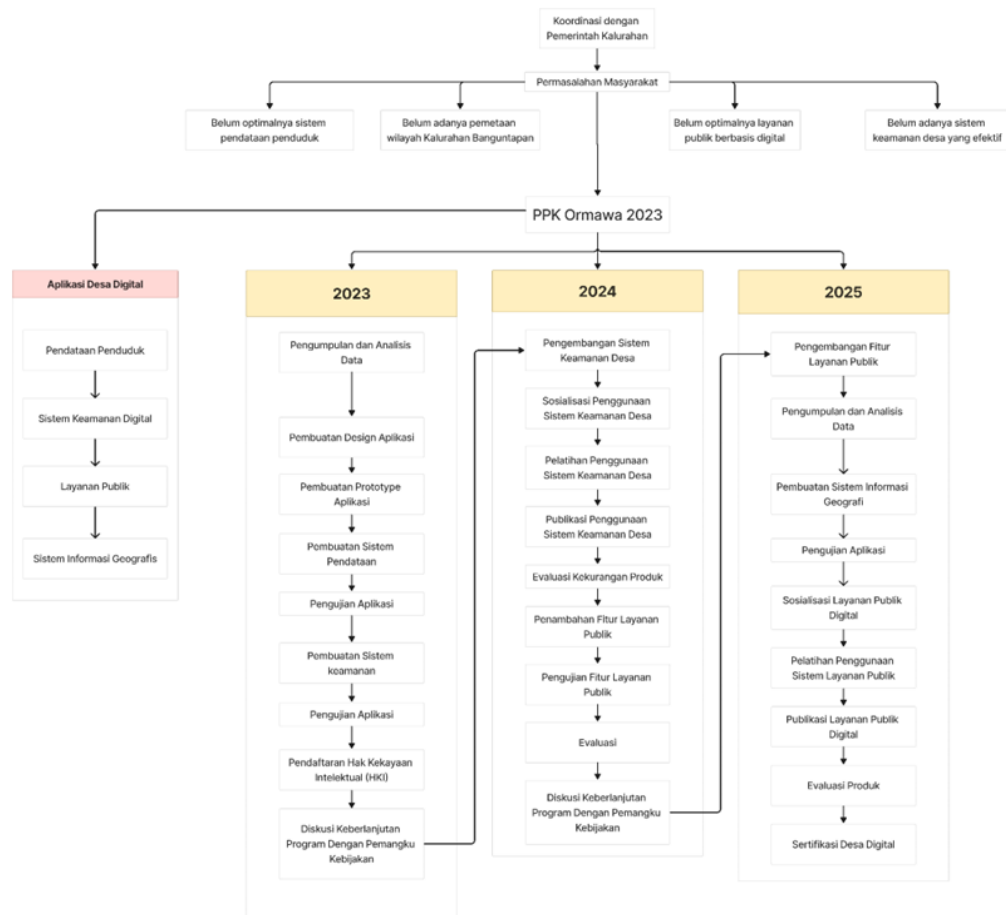 Koordinasi dengan
Pemerintah Kalurahan
Permasalahan Masyarakat
Belum optimalnya sistem
pendataan penduduk
Belum adanya pemetaan
wilayah Kalurahan Banguntapan
Belum optimalnya layanan
publik berbasis digital
Belum adanya sistem
keamanan desa yang efektif
PPK Ormawa 2023
Aplikasi Desa Digital
Pendataan Penduduk
Sistem Keamanan Digital
Layanan Publik
Sistem Informasi Geografis
2023
Pengumpulan dan Analisis
Data
Pembuatan Design Aplikasi
Pembuatan Prototype
Aplikasi
Pembuatan Sistem
Pendataan
Pengujian Aplikasi
Pembuatan Sistem
keamanan
Pengujian Aplikasi
Pendaftaran Hak Kekayaan
Intelektual (HKI)
Diskusi Keberlanjutan
Program Dengan Pemangku
Kebijakan
2024
Pengembangan Sistem
Keamanan Desa
Sosialisasi Penggunaan
Sistem Keamanan Desa
Pelatihan Penggunaan
Sistem Keamanan Desa
Publikasi Penggunaan
Sistem Keamanan Desa
Evaluasi Kekurangan Produk
Penambahan Fitur Layanan
Publik
Pengujian Fitur Layanan
Publik
Evaluasi
Diskusi Keberlanjutan
Program Dengan Pemangku
Kebijakan
2025
Pengembangan Fitur
Layanan Publik
Pengumpulan dan Analisis
Data
Pembuatan Sistem Informasi
Geografi
Pengujian Aplikasi
Sosialisasi Layanan Publik
Digital
Pelatihan Penggunaan
Sistem Layanan Publik
Publikasi Layanan Publik
Digital
Evaluasi Produk
Sertifikasi Desa Digital